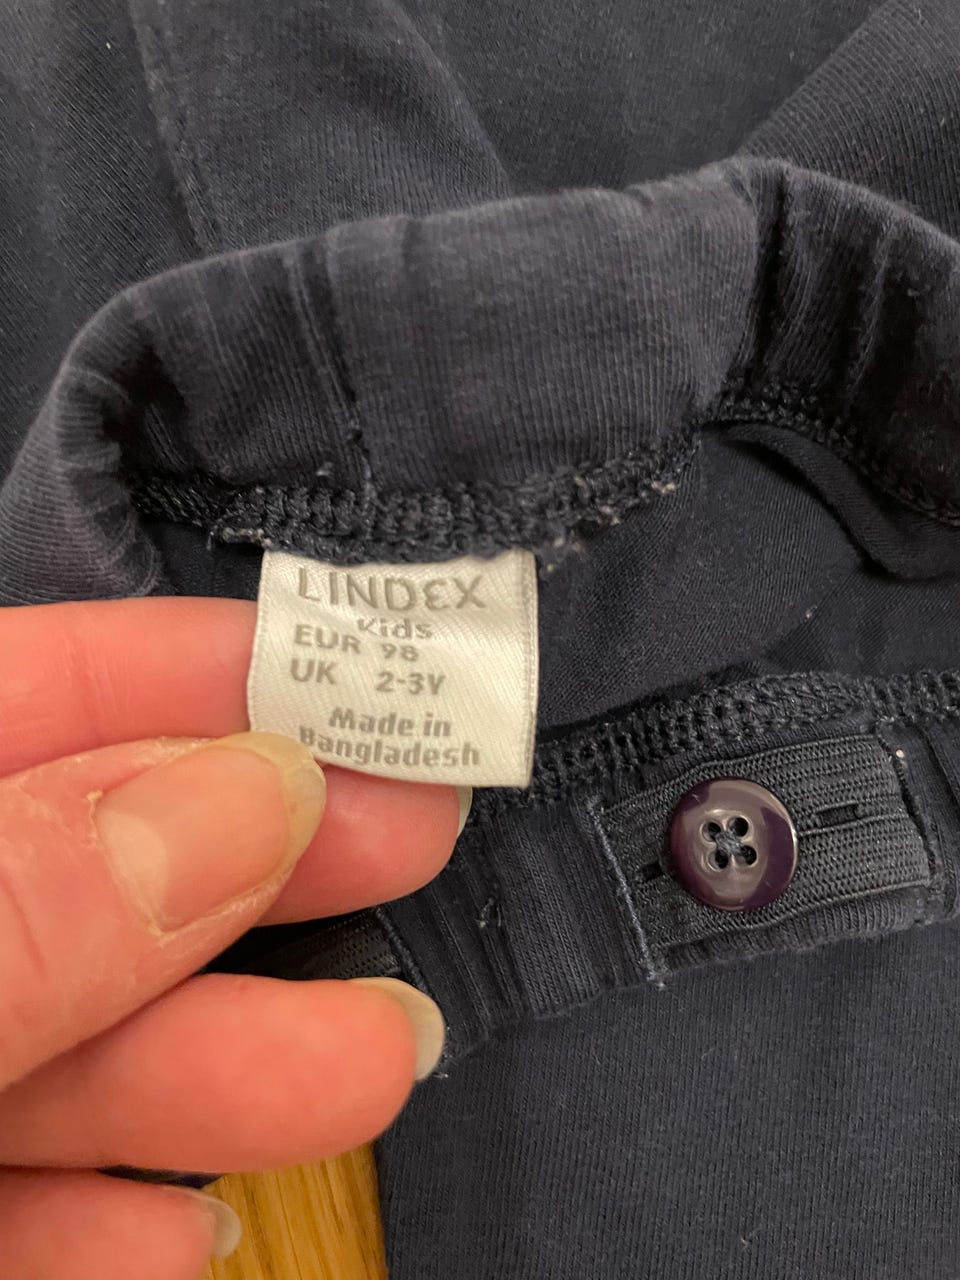 LINDEX
Kids
EUR 98
UK 2-3Y
Made in
Bangladesh